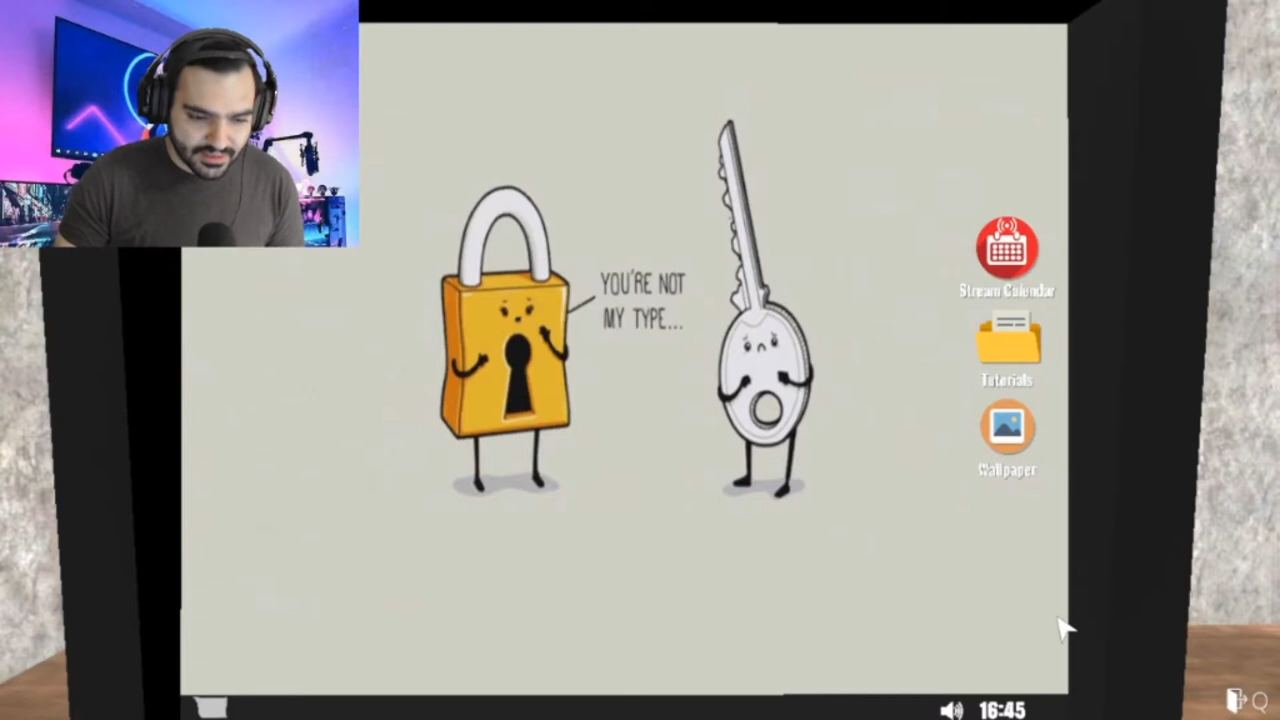 YOU'RE NOT
MY TYPE...
Stream Calendar
Tutorials
Wallpaper
16:45
Q